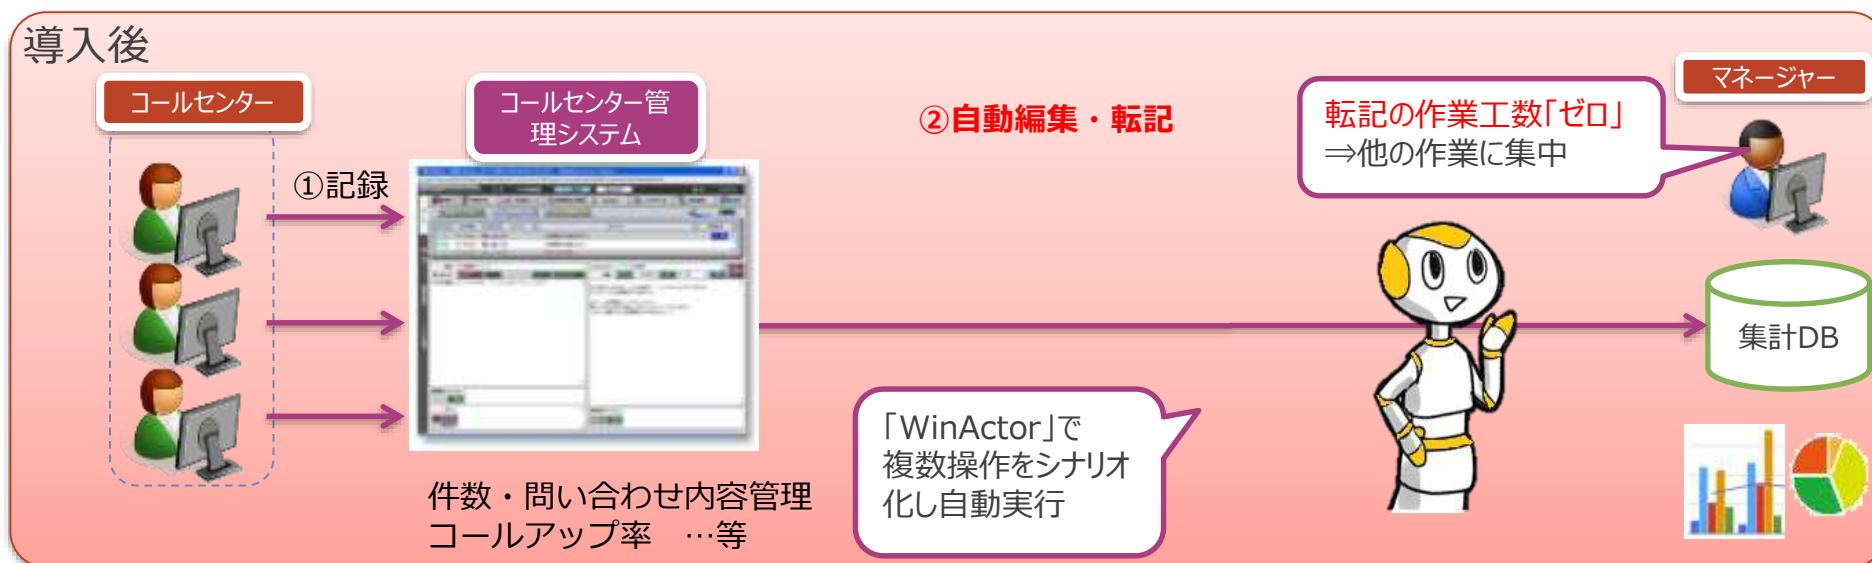 導入後
コールセンター
コールセンター管
理システム
①記録
②自動編集・転記
転記の作業工数「ゼロ」
⇒他の作業に集中
マネージャー
集計DB
「WinActor」で
複数操作をシナリオ
化し自動実行
件数・問い合わせ内容管理
コールアップ率 …等